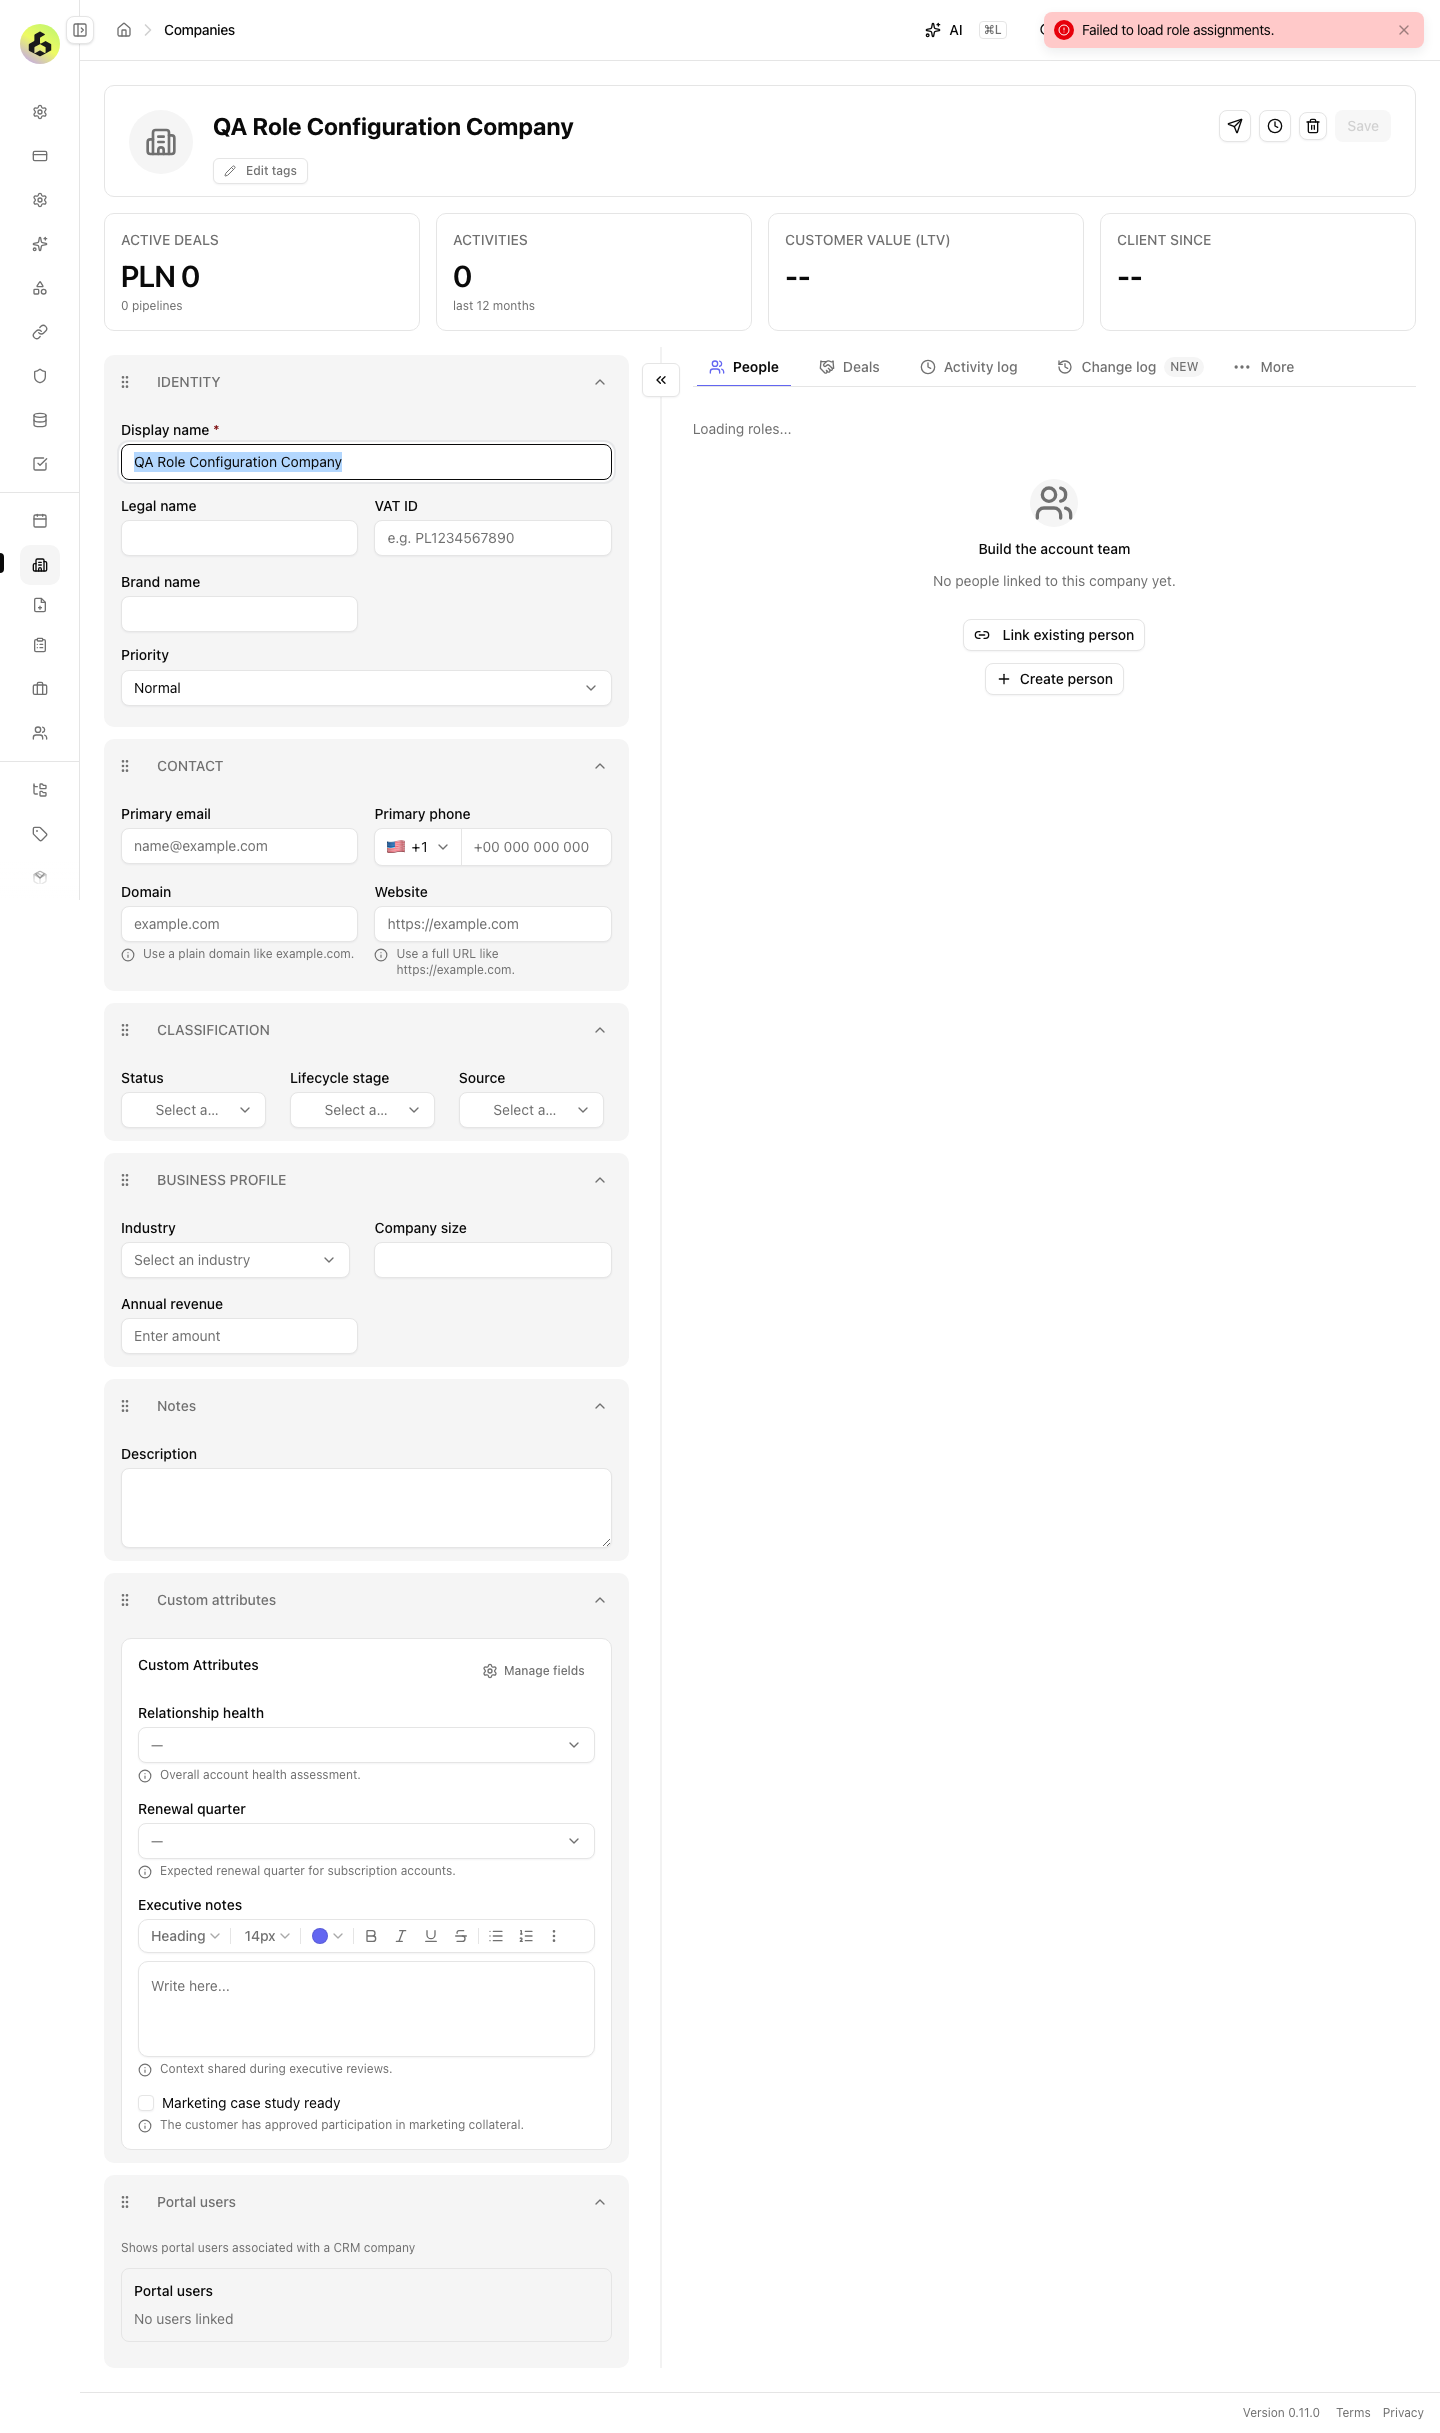 Companies
AI
⌘L
Failed to load role assignments.
QA Role Configuration Company
Edit tags
Save
ACTIVE DEALS
PLN 0
0 pipelines
ACTIVITIES
0
last 12 months
CUSTOMER VALUE (LTV)
--
CLIENT SINCE
--
IDENTITY
Display name *
QA Role Configuration Company
Legal name
VAT ID
e.g. PL1234567890
Brand name
Priority
Normal
People
Deals
Activity log
Change log NEW
More
Loading roles...
Build the account team
No people linked to this company yet.
Link existing person
Create person
CONTACT
Primary email
name@example.com
Primary phone
+1
+00 000 000 000
Domain
example.com
Use a plain domain like example.com.
Website
https://example.com
Use a full URL like
https://example.com.
CLASSIFICATION
Status
Select a...
Lifecycle stage
Select a...
Source
Select a...
BUSINESS PROFILE
Industry
Select an industry
Company size
Annual revenue
Enter amount
Notes
Description
Custom attributes
Custom Attributes
Manage fields
Relationship health
—
Overall account health assessment.
Renewal quarter
—
Expected renewal quarter for subscription accounts.
Executive notes
Heading
14px
Write here...
Context shared during executive reviews.
Marketing case study ready
The customer has approved participation in marketing collateral.
Portal users
Shows portal users associated with a CRM company
Portal users
No users linked
Version 0.11.0
Terms
Privacy